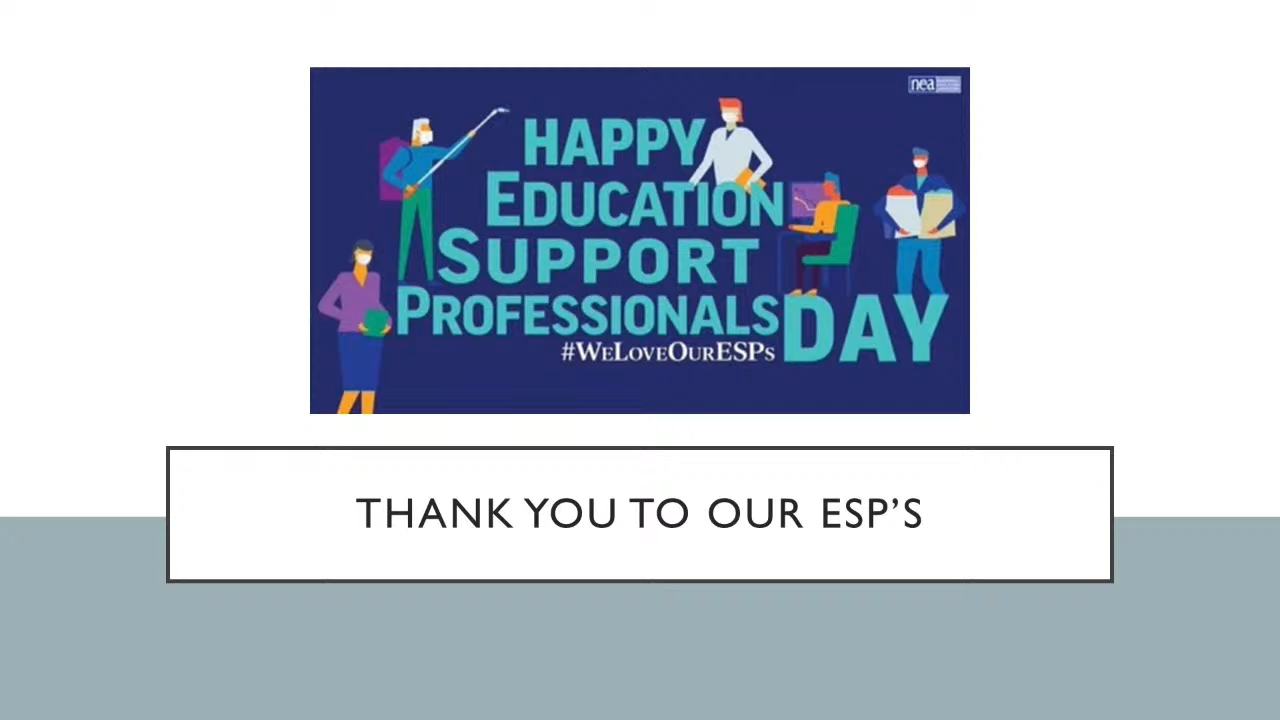 nea
HAPPY
EDUCATION
SUPPORT
PROFESSIONALS
DAY
#WELOVEOURESPS
THANK YOU TO OUR ESP’S